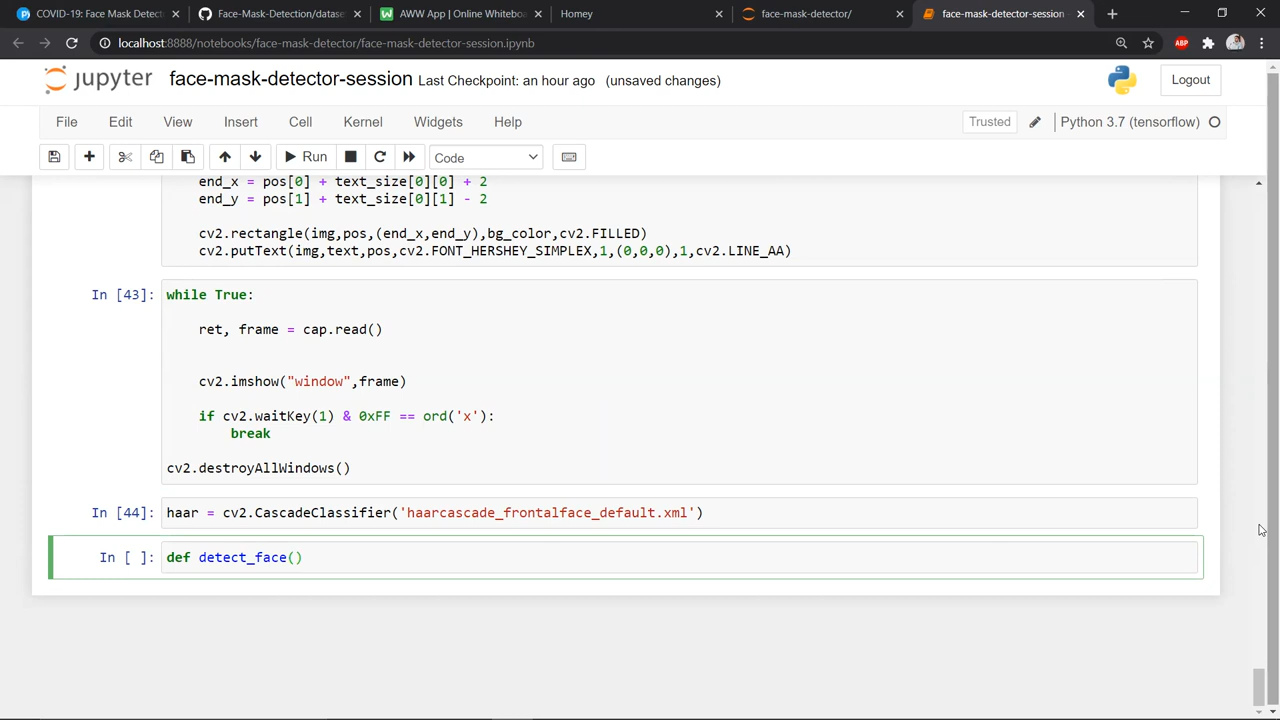 COVID-19: Face Mask Detect
Face-Mask-Detection/datase
AWW App | Online Whiteboa
Homey
face-mask-detector/
face-mask-detector-session
localhost:8888/notebooks/face-mask-detector/face-mask-detector-session.ipynb
ABP
jupyter
face-mask-detector-session Last Checkpoint: an hour ago (unsaved changes)
Logout
File Edit View Insert Cell Kernel Widgets Help
Trusted
Python 3.7 (tensorflow)
Run
Code
end_x = pos[0] + text_size[0][0] + 2
end_y = pos[1] + text_size[0][1] - 2
cv2.rectangle(img,pos,(end_x,end_y),bg_color,cv2.FILLED)
cv2.putText(img,text,pos,cv2.FONT_HERSHEY_SIMPLEX,1,(0,0,0),1,cv2.LINE_AA)
In [43]: while True:
ret, frame = cap.read()
cv2.imshow("window",frame)
if cv2.waitKey(1) & 0xFF == ord('x'):
break
cv2.destroyAllWindows()
In [44]: haar = cv2.CascadeClassifier('haarcascade_frontalface_default.xml')
In [ ]: def detect_face()